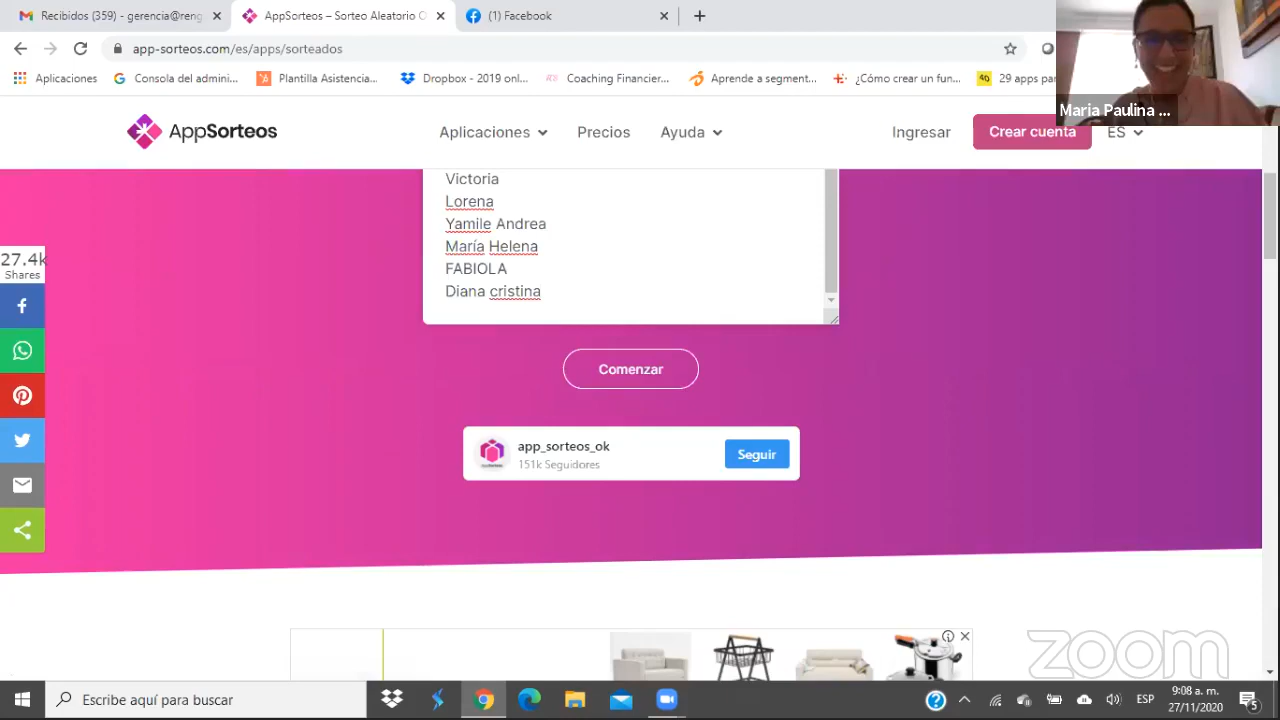 Recibidos (359) - gerencia@reng
AppSorteos – Sorteo Aleatorio O
(1) Facebook
app-sorteos.com/es/apps/sorteados
Aplicaciones
Consola del admini...
Plantilla Asistencia...
Dropbox - 2019 onl...
Coaching Financier...
Aprende a segment...
¿Cómo crear un fun...
29 apps pa
Maria Paulina ...
AppSorteos
Aplicaciones
Precios
Ayuda
Ingresar
Crear cuenta
ES
Victoria
Lorena
Yamile Andrea
María Helena
FABIOLA
Diana cristina
27.4k
Shares
Comenzar
app_sorteos_ok
151k Seguidores
Seguir
zoom
Escribe aquí para buscar
ESP
9:08 a. m.
27/11/2020
5